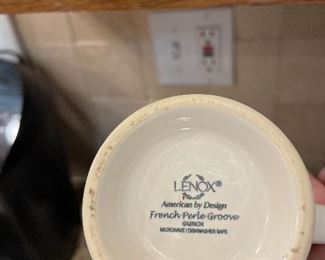 LENOX®
American by Design
French Perle Groove
©LENOX
MICROWAVE/DISHWASHER SAFE